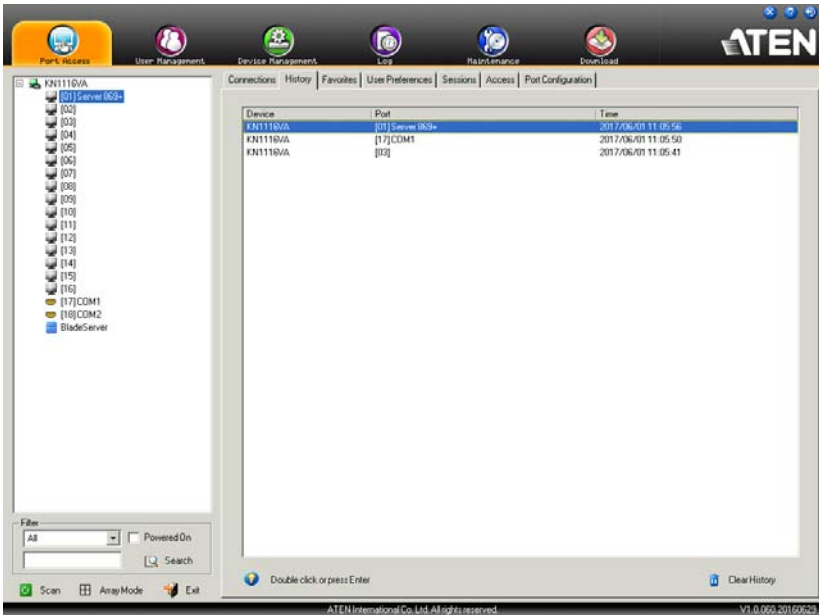 Port Access
User Management
Device Management
Log
Maintenance
Download
ATEN
KN1116VA
[01]Server 869+
[02]
[03]
[04]
[05]
[06]
[07]
[08]
[09]
[10]
[11]
[12]
[13]
[14]
[15]
[16]
[17]COM1
[18]COM2
BladeServer
Filter
All
Powered On
Search
Scan
Array Mode
Exit
Connections History Favorites User Preferences Sessions Access Port Configuration
Device Port Time
KN1116VA [01]Server 869+ 2017/06/01 11:05:56
KN1116VA [17]COM1 2017/06/01 11:05:50
KN1116VA [03] 2017/06/01 11:05:41
Double click or press Enter
Clear History
ATEN International Co., Ltd. All rights reserved.
V1.0.060.20160629